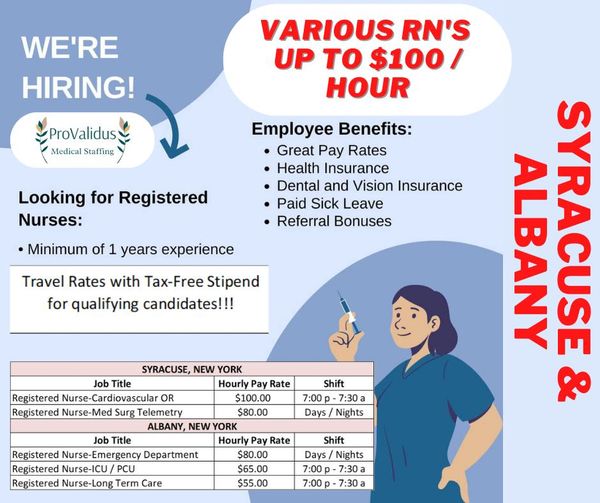 WE'RE
HIRING!
ProValidus
Medical Staffing
VARIOUS RN'S
UP TO $100 /
HOUR
Employee Benefits:
• Great Pay Rates
• Health Insurance
• Dental and Vision Insurance
• Paid Sick Leave
• Referral Bonuses
Looking for Registered
Nurses:
• Minimum of 1 years experience
Travel Rates with Tax-Free Stipend
for qualifying candidates!!!
SYRACUSE, NEW YORK
Job Title Hourly Pay Rate Shift
Registered Nurse-Cardiovascular OR $100.00 7:00 p - 7:30 a
Registered Nurse-Med Surg Telemetry $80.00 Days / Nights
ALBANY, NEW YORK
Job Title Hourly Pay Rate Shift
Registered Nurse-Emergency Department $80.00 Days / Nights
Registered Nurse-ICU / PCU $65.00 7:00 p - 7:30 a
Registered Nurse-Long Term Care $55.00 7:00 p - 7:30 a
SYRACUSE &
ALBANY